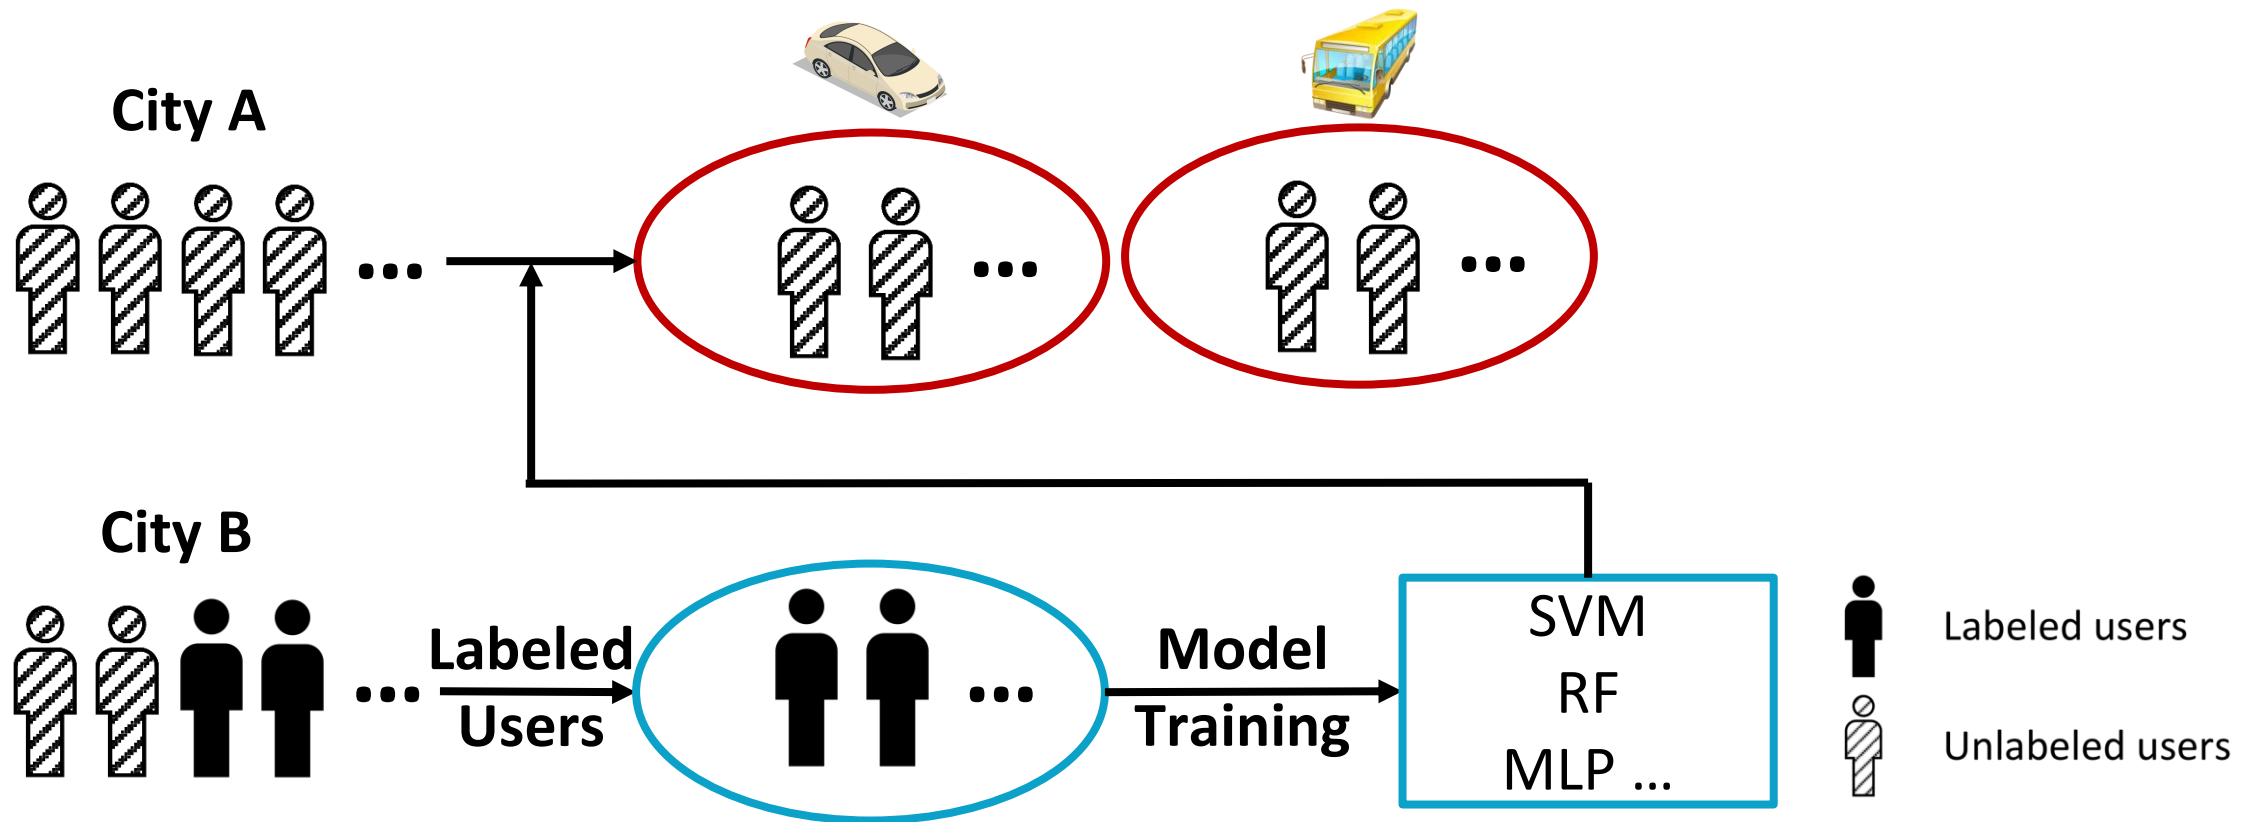 City A
...
...
...
City B
Labeled
Users
...
...
Model
Training
SVM
RF
MLP ...
Labeled users
Unlabeled users